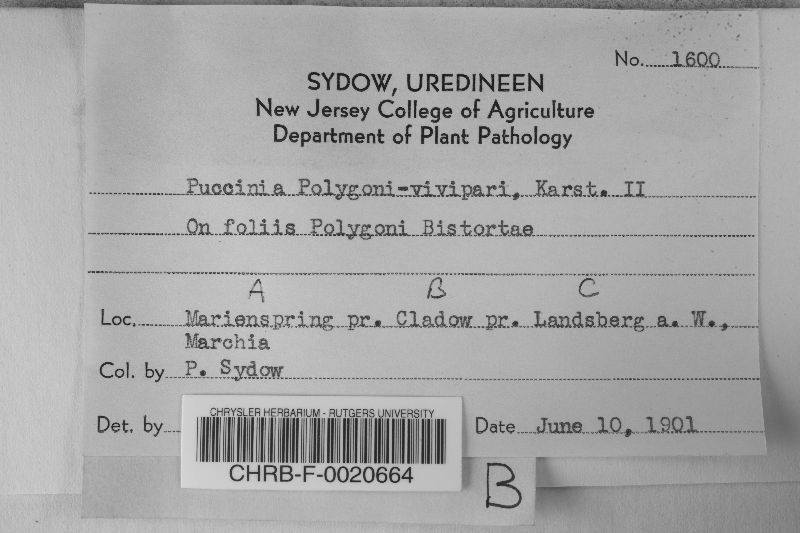 No. 1600
SYDOW, UREDINEEN
New Jersey College of Agriculture
Department of Plant Pathology
Puccinia Polygoni-vivipari, Karst. II
On foliis Polygoni Bistortae
A B C
Loc. Marienspring pr. Cladow pr. Landsberg a. W.,
Marchia
Col. by P. Sydow
Det. by
Date June 10, 1901
CHRYSLER HERBARIUM - RUTGERS UNIVERSITY
CHRB-F-0020664
B